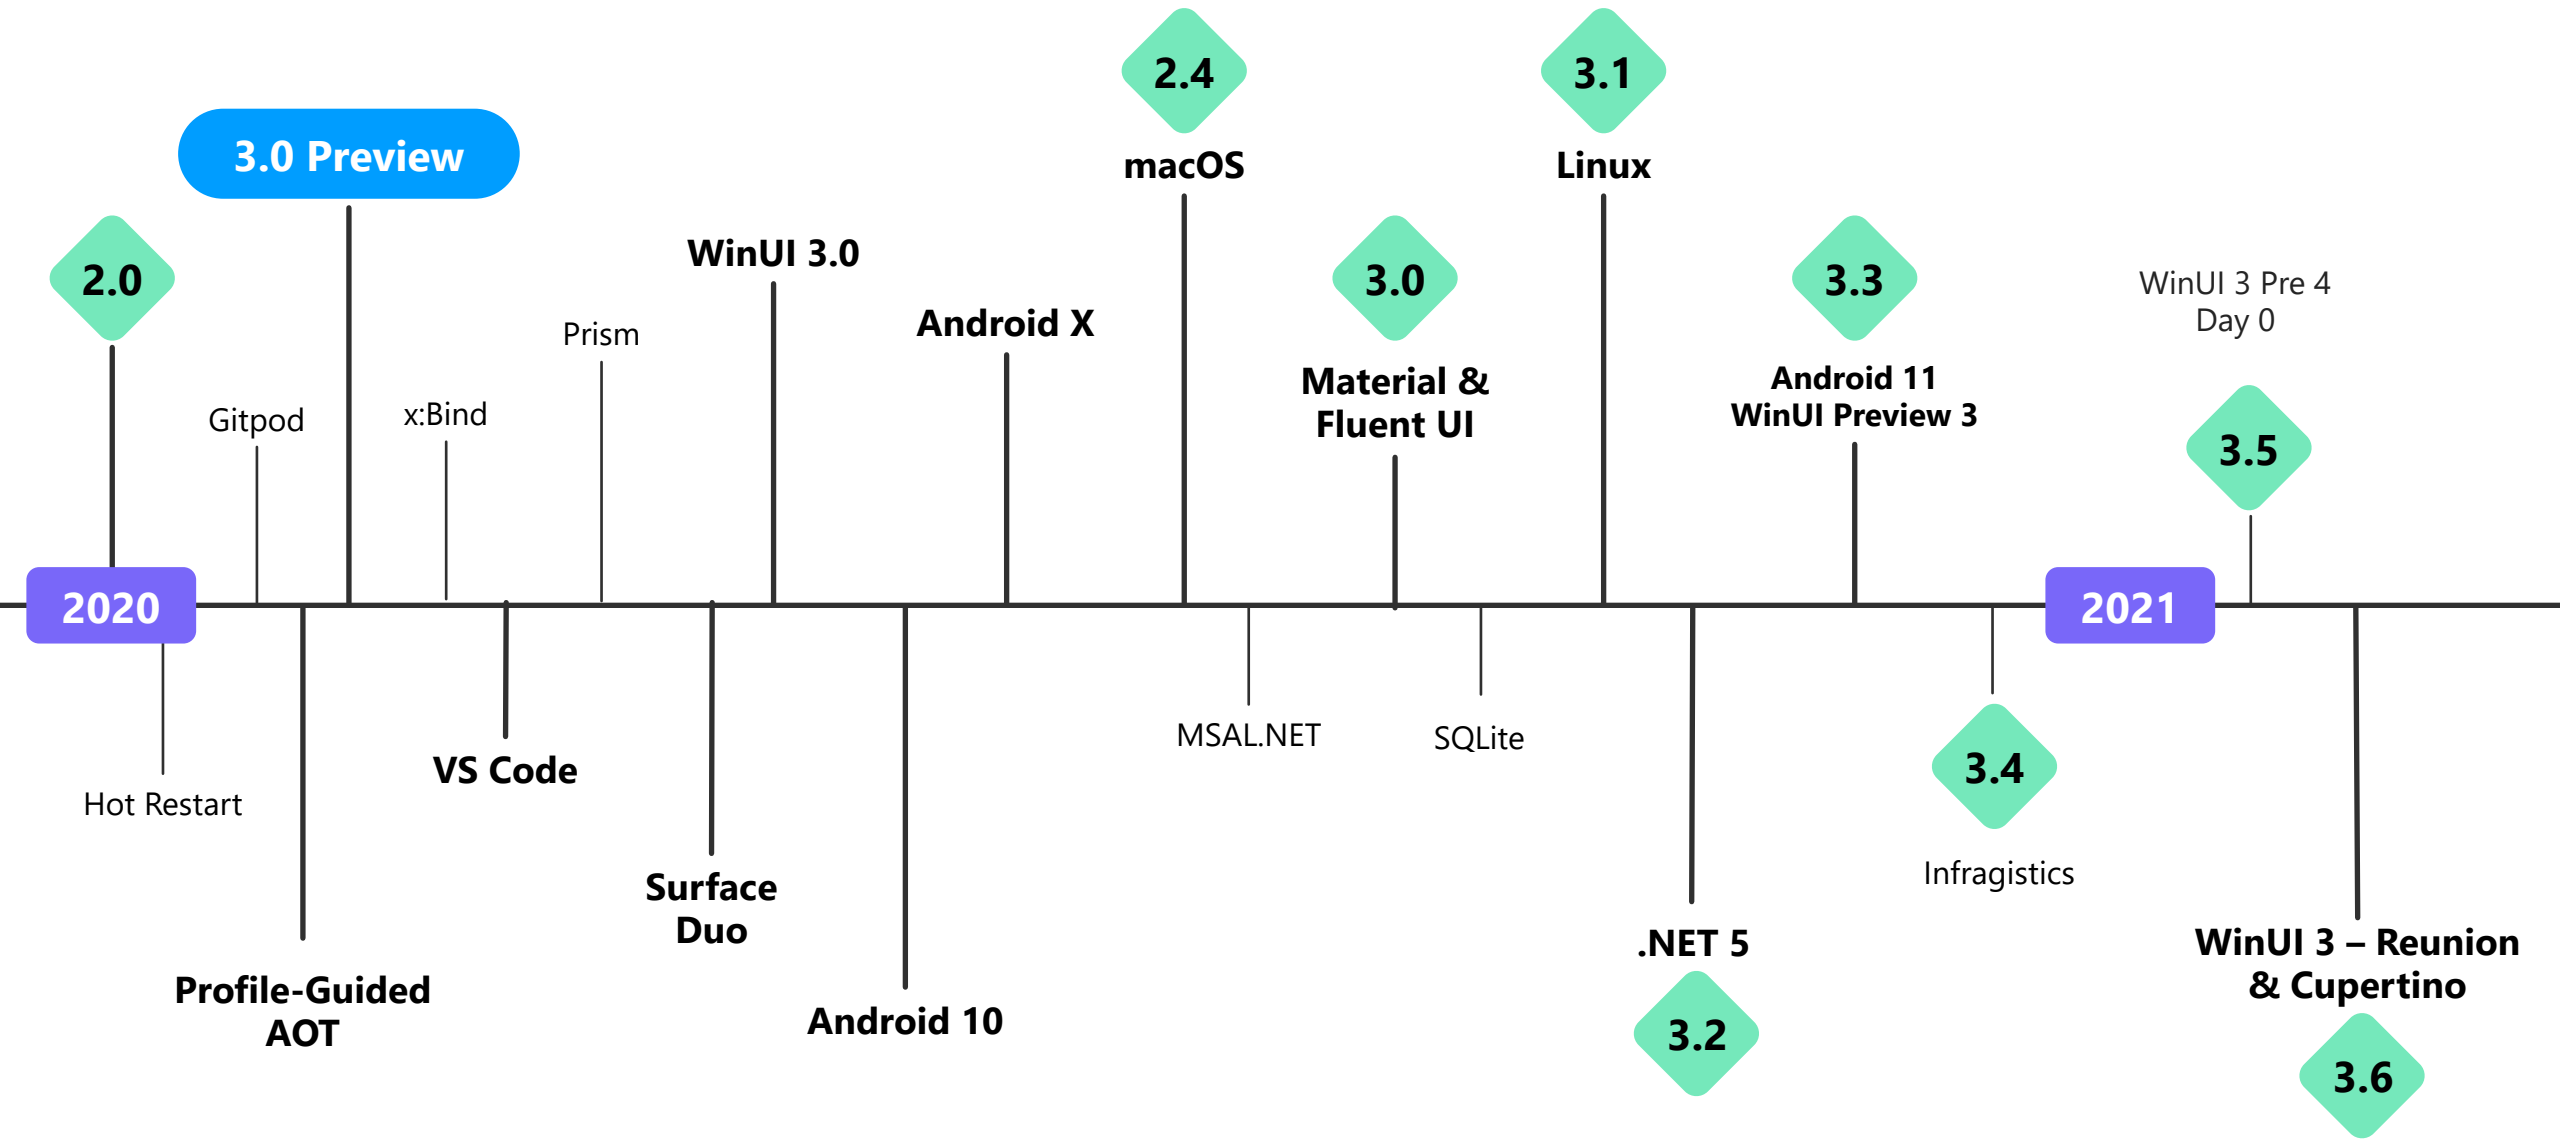 2.4
3.1
3.0 Preview
macOS
Linux
2.0
WinUI 3.0
3.0
3.3
WinUI 3 Pre 4
Day 0
Prism
Android X
Material &
Fluent UI
Android 11
WinUI Preview 3
Gitpod
x:Bind
3.5
2020
2021
Hot Restart
VS Code
MSAL.NET
SQLite
3.4
Surface
Duo
Infragistics
Profile-Guided
AOT
Android 10
.NET 5
3.2
WinUI 3 – Reunion
& Cupertino
3.6